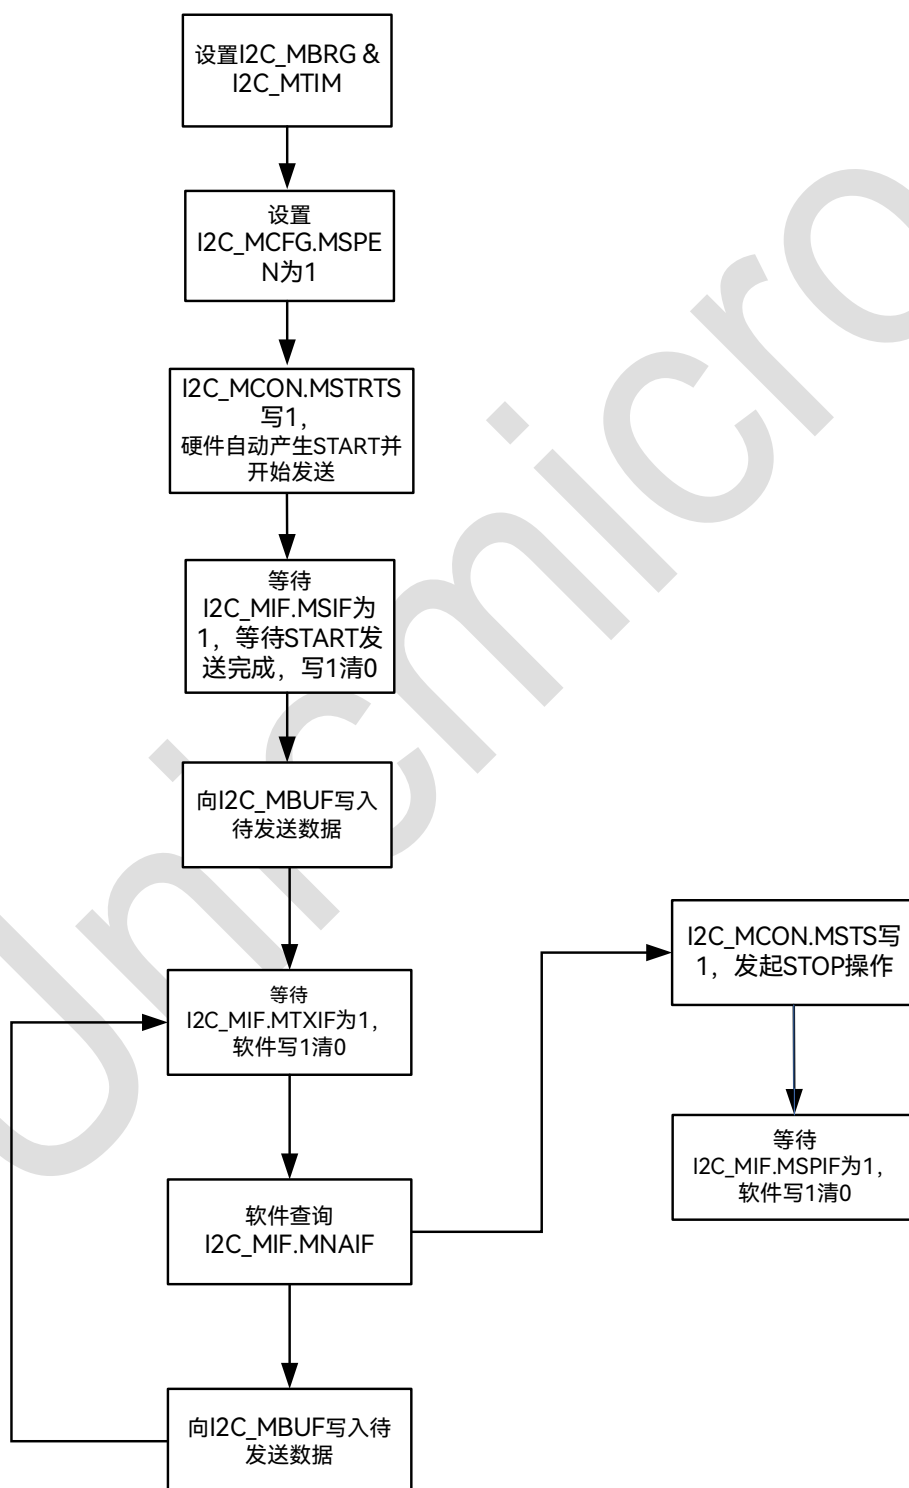 设置I2C_MBRG &
I2C_MTIM
设置
I2C_MCFG.MSPE
N为1
I2C_MCON.MSTRTS
写1，
硬件自动产生START并
开始发送
等待
I2C_MIF.MSIF为
1，等待START发
送完成，写1清0
向I2C_MBUF写入
待发送数据
等待
I2C_MIF.MTXIF为1，
软件写1清0
软件查询
I2C_MIF.MNAIF
向I2C_MBUF写入待
发送数据
I2C_MCON.MSTS写
1，发起STOP操作
等待
I2C_MIF.MSPIF为1，
软件写1清0
Unicmicro